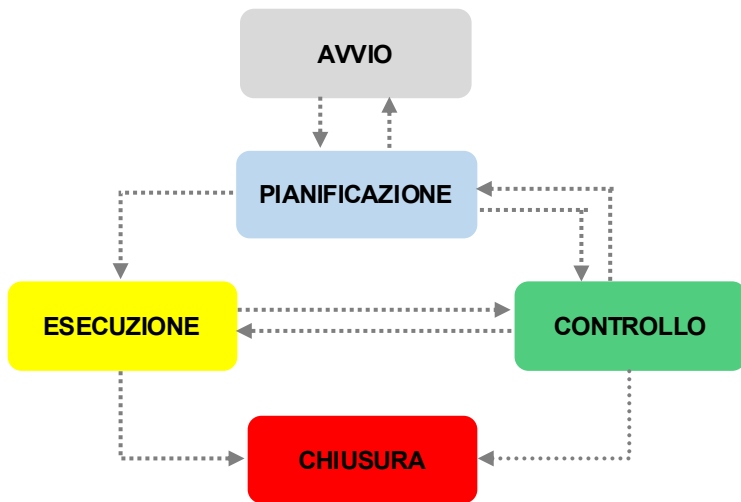 AVVIO
PIANIFICAZIONE
ESECUZIONE
CONTROLLO
CHIUSURA